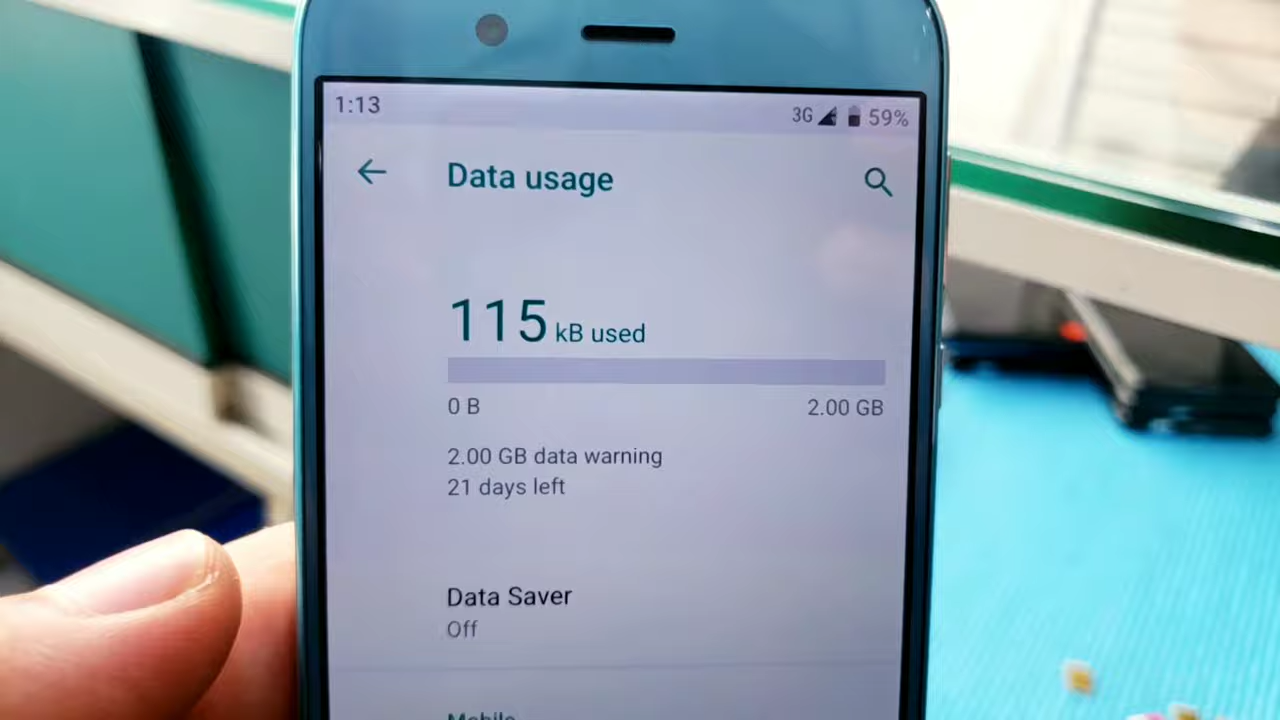 1:13
3G 59%
Data usage
115 kB used
0 B 2.00 GB
2.00 GB data warning
21 days left
Data Saver
Off
Mobile